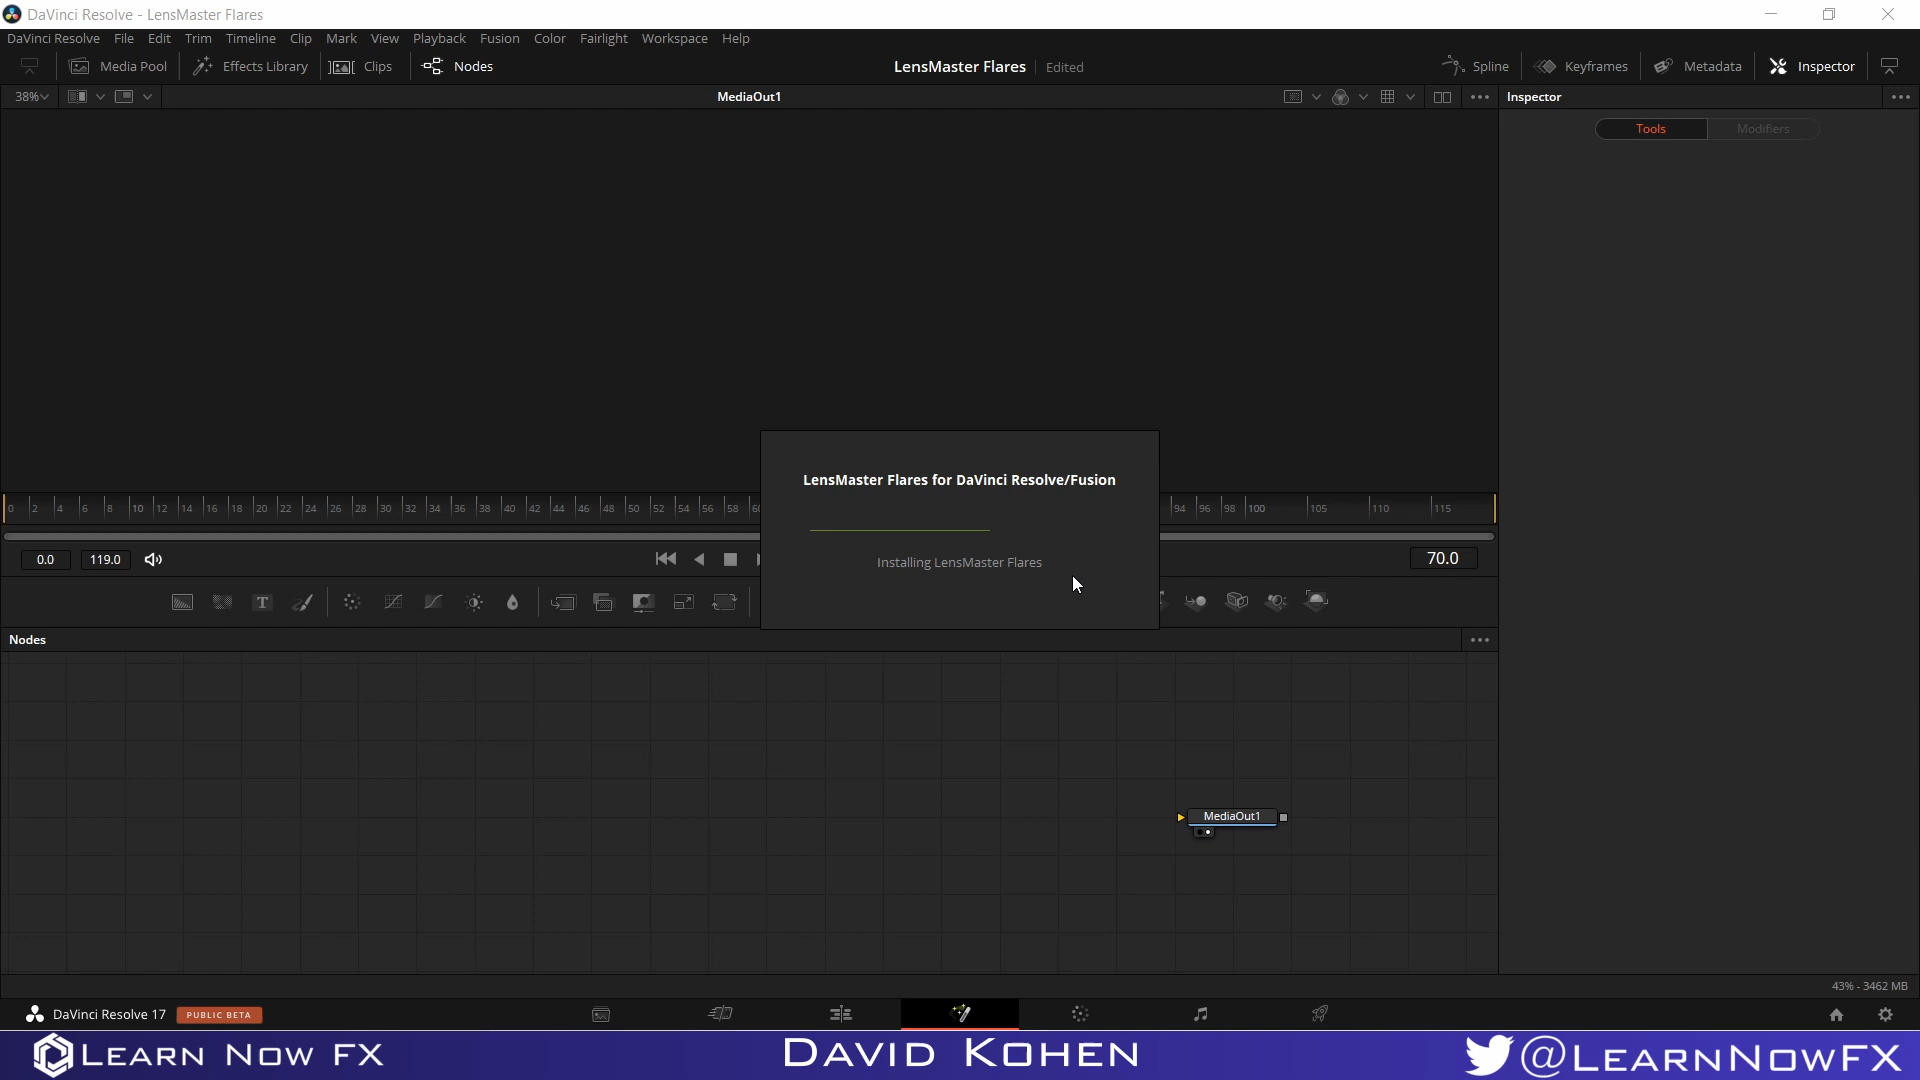 DaVinci Resolve - LensMaster Flares
DaVinci Resolve File Edit Trim Timeline Clip Mark View Playback Fusion Color Fairlight Workspace Help
Media Pool Effects Library Clips Nodes LensMaster Flares Edited Spline Keyframes Metadata Inspector
38% MediaOut1 Inspector
Tools Modifiers
LensMaster Flares for DaVinci Resolve/Fusion
0 2 4 6 8 10 12 14 16 18 20 22 24 26 28 30 32 34 36 38 40 42 44 46 48 50 52 54 56 58 94 96 98 100 105 110 115
Installing LensMaster Flares
0.0 119.0 70.0
T
Nodes
MediaOut1
43% - 3462 MB
DaVinci Resolve 17 PUBLIC BETA
Learn Now FX David Kohen @LearnNowFX